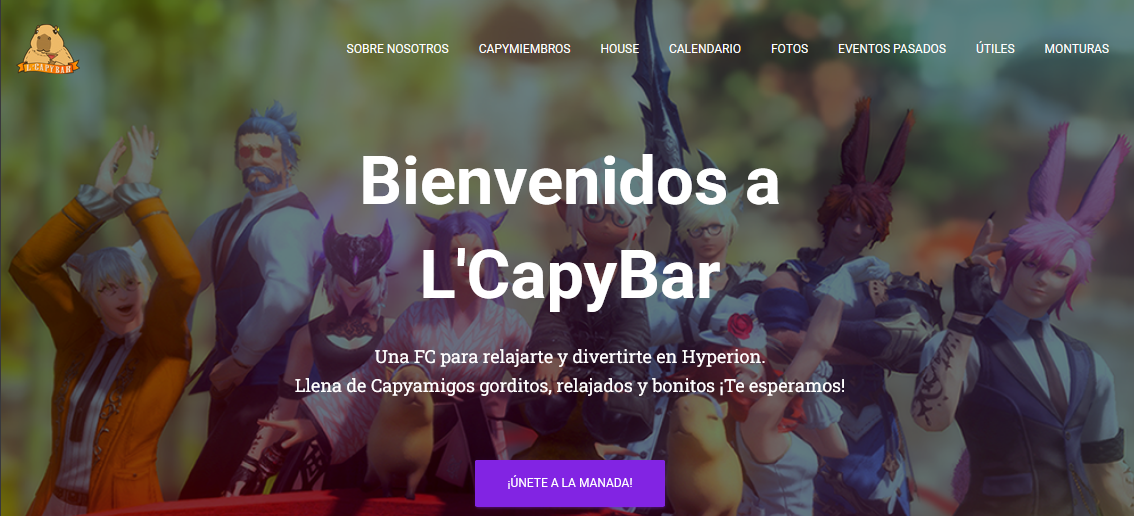 L'CAPYBAR
SOBRE NOSOTROS
CAPYMIEMBROS
HOUSE
CALENDARIO
FOTOS
EVENTOS PASADOS
ÚTILES
MONTURAS
Bienvenidos a
L'CapyBar
Una FC para relajarte y divertirte en Hyperion.
Llena de Capyamigos gorditos, relajados y bonitos ¡Te esperamos!
¡ÚNETE A LA MANADA!